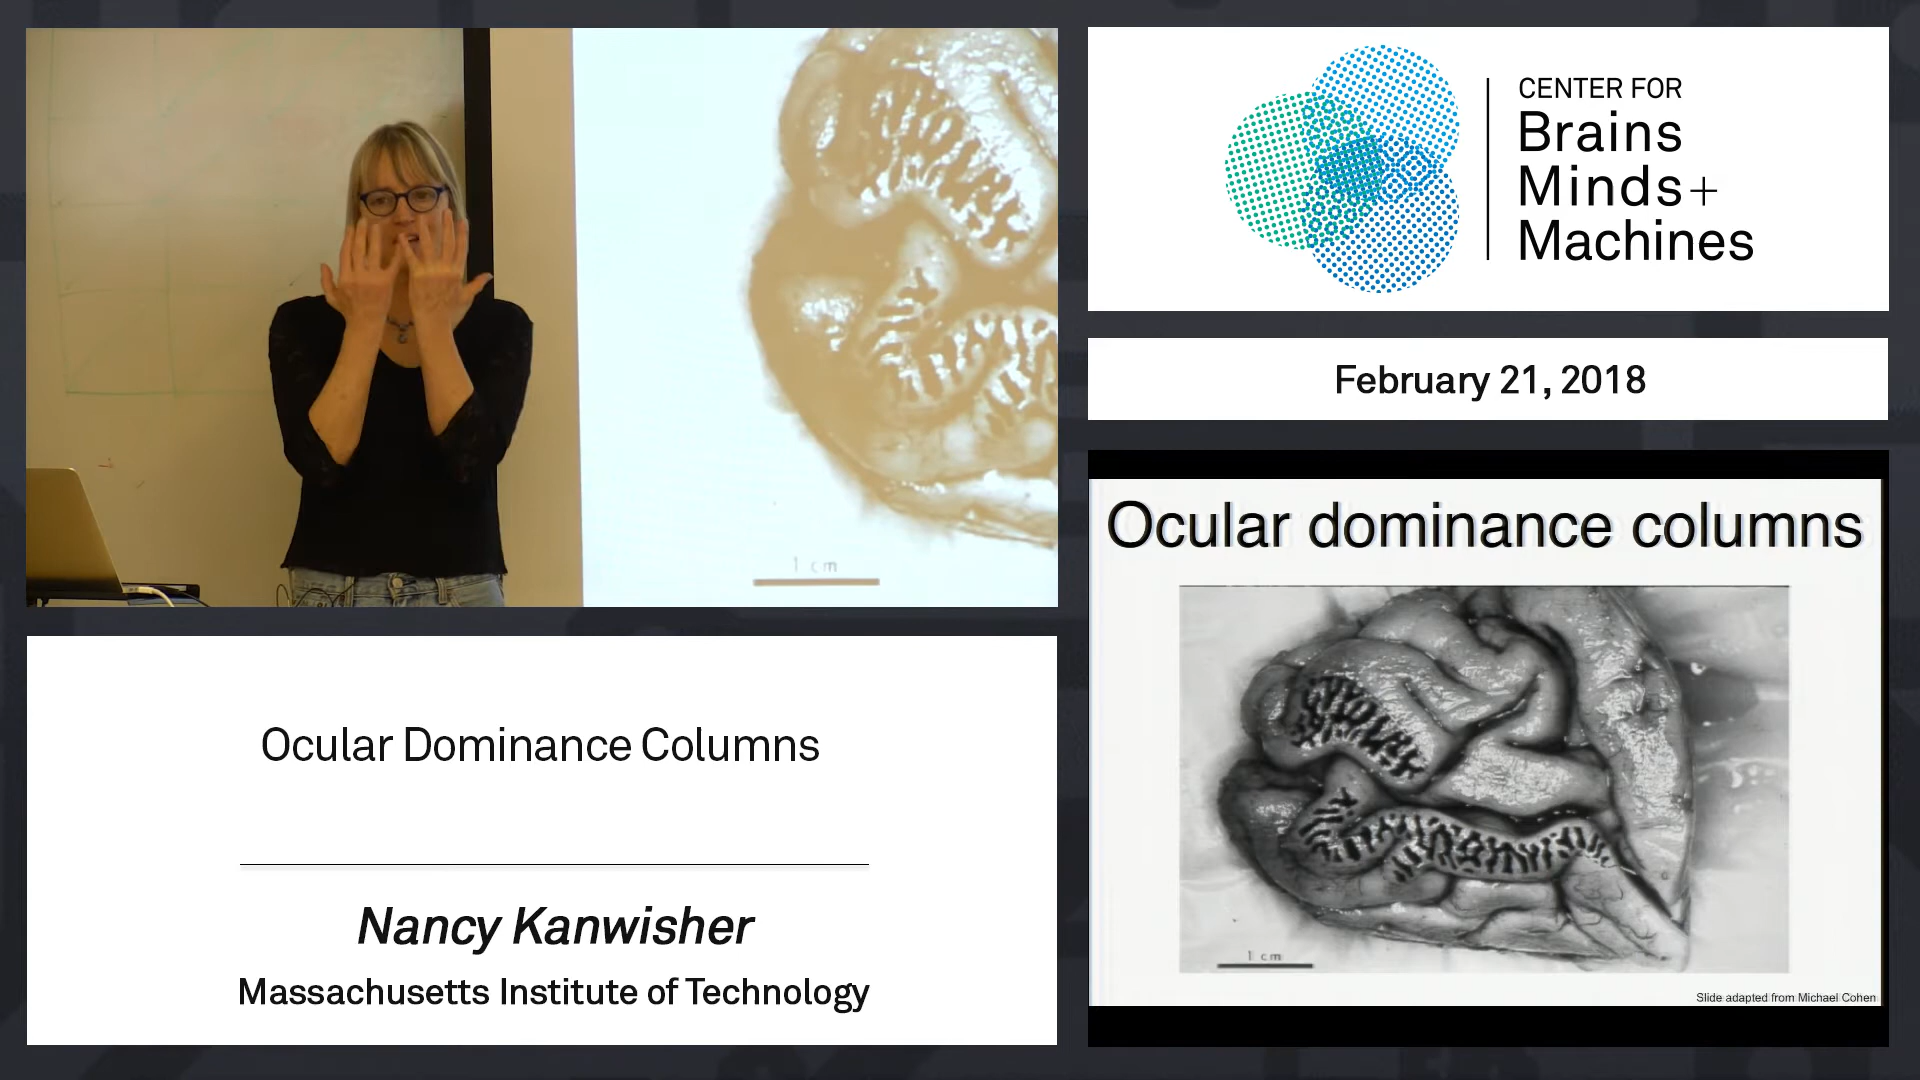 1 cm
CENTER FOR
Brains
Minds+
Machines
February 21, 2018
Ocular Dominance Columns
Nancy Kanwisher
Massachusetts Institute of Technology
Ocular dominance columns
1 cm
Slide adapted from Michael Cohen